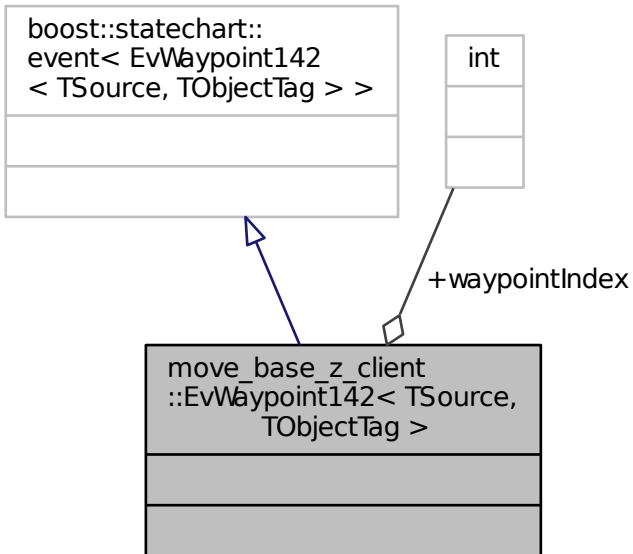 boost::statechart::
event< EvWaypoint142
< TSource, TObjectTag > >
int
+waypointIndex
move_base_z_client
::EvWaypoint142< TSource,
TObjectTag >